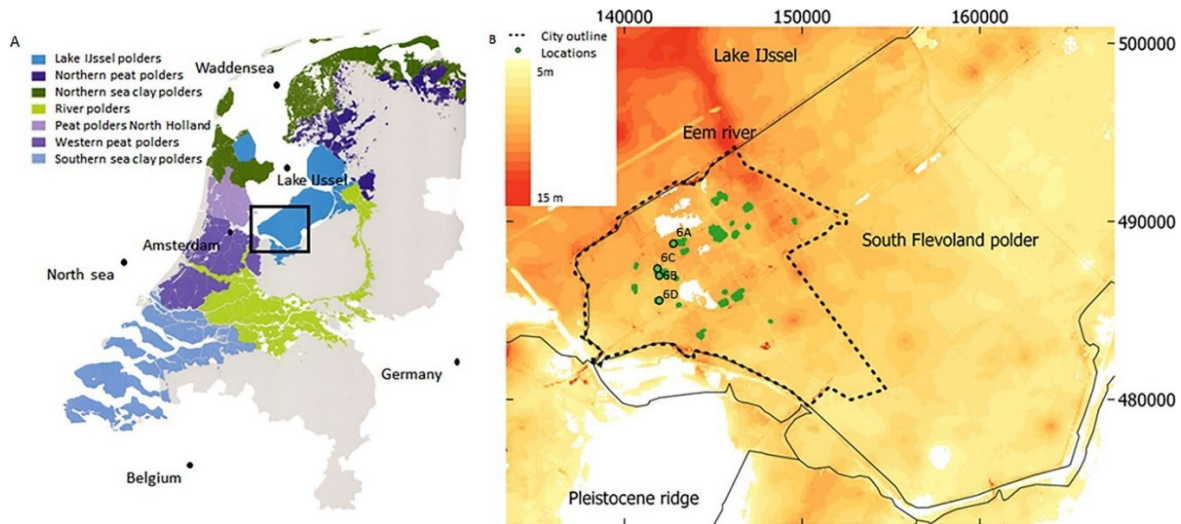 A
Lake IJssel polders
Northern peat polders
Northern sea clay polders
River polders
Peat polders North Holland
Western peat polders
Southern sea clay polders
Waddensea
Lake IJssel
Amsterdam
North sea
Germany
Belgium
140000 150000 160000
B
City outline
Locations
5m
15 m
Lake IJssel
500000
Eem river
490000
South Flevoland polder
6A
6C
6B
6D
480000
Pleistocene ridge